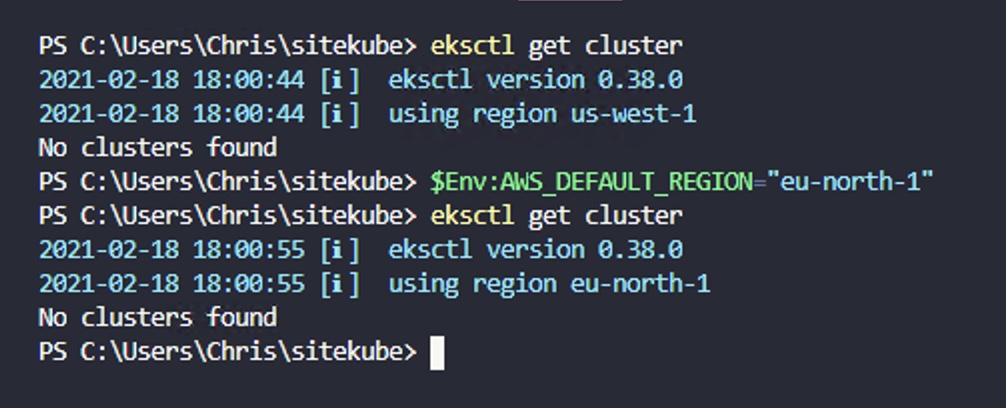 PS C:\Users\Chris\sitekube> eksctl get cluster
2021-02-18 18:00:44 [ℹ]  eksctl version 0.38.0
2021-02-18 18:00:44 [ℹ]  using region us-west-1
No clusters found
PS C:\Users\Chris\sitekube> $Env:AWS_DEFAULT_REGION="eu-north-1"
PS C:\Users\Chris\sitekube> eksctl get cluster
2021-02-18 18:00:55 [ℹ]  eksctl version 0.38.0
2021-02-18 18:00:55 [ℹ]  using region eu-north-1
No clusters found
PS C:\Users\Chris\sitekube>